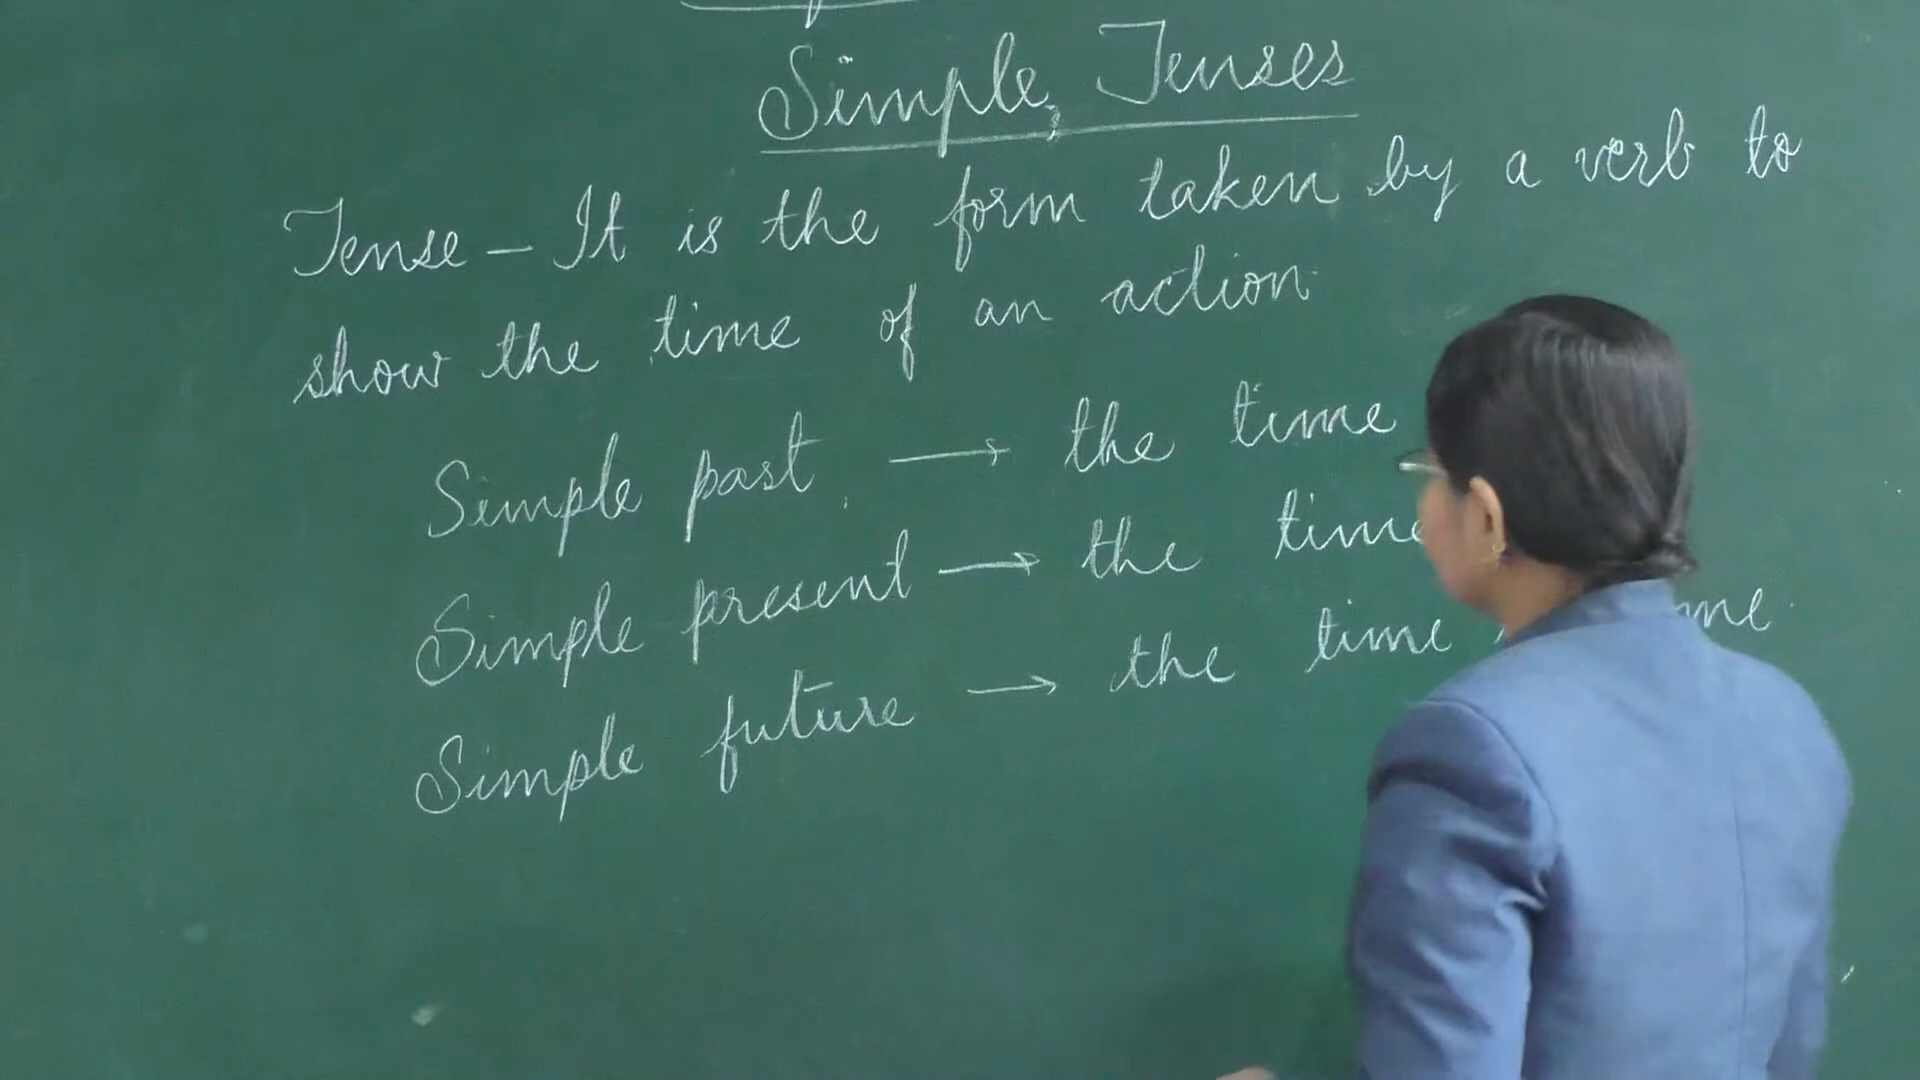 Simple Tenses
Tense – It is the form taken by a verb to
show the time of an action.
Simple past → the time
Simple present → the time
Simple future → the time